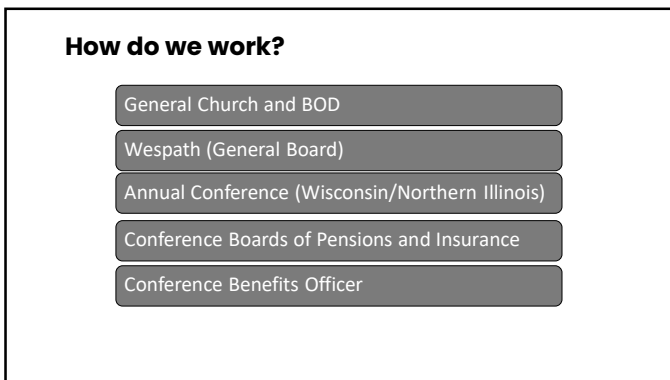 How do we work?
General Church and BOD
Wespath (General Board)
Annual Conference (Wisconsin/Northern Illinois)
Conference Boards of Pensions and Insurance
Conference Benefits Officer